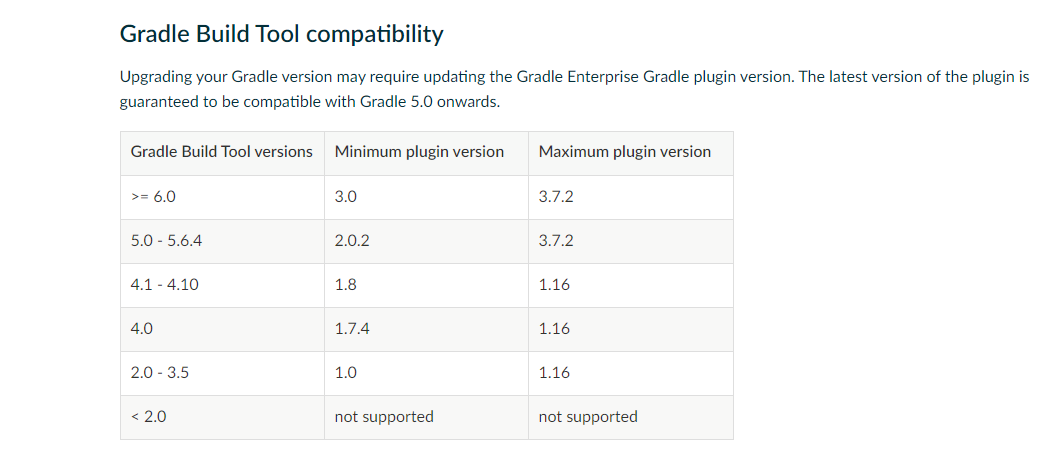 Gradle Build Tool compatibility
Upgrading your Gradle version may require updating the Gradle Enterprise Gradle plugin version. The latest version of the plugin is
guaranteed to be compatible with Gradle 5.0 onwards.
Gradle Build Tool versions Minimum plugin version Maximum plugin version
>= 6.0 3.0 3.7.2
5.0 - 5.6.4 2.0.2 3.7.2
4.1 - 4.10 1.8 1.16
4.0 1.7.4 1.16
2.0 - 3.5 1.0 1.16
< 2.0 not supported not supported